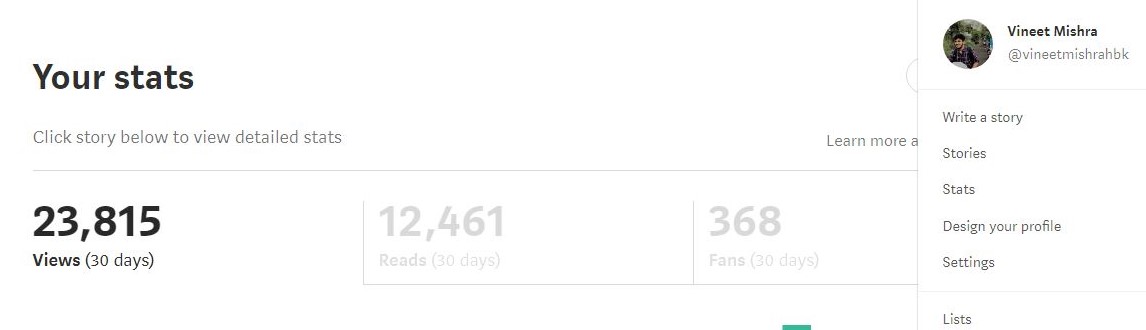 Your stats
Click story below to view detailed stats
Learn more a
23,815
Views (30 days)
12,461
Reads (30 days)
368
Fans (30 days)
Vineet Mishra
@vineetmishrahbk
Write a story
Stories
Stats
Design your profile
Settings
Lists